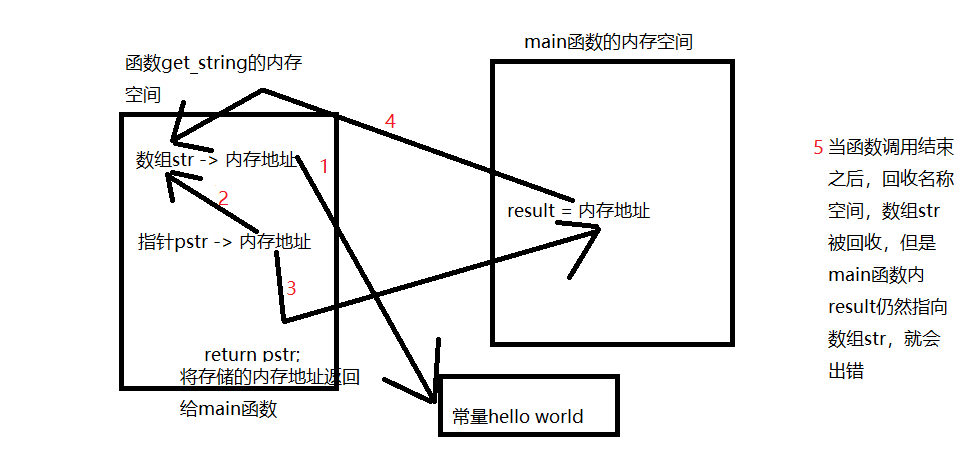 main函数的内存空间
函数get_string的内存
空间
数组str -> 内存地址
1
2
指针pstr -> 内存地址
3
return pstr;
将存储的内存地址返回
给main函数
4
result = 内存地址
常量hello world
5 当函数调用结束
之后，回收名称
空间，数组str
被回收，但是
main函数内
result仍然指向
数组str，就会
出错